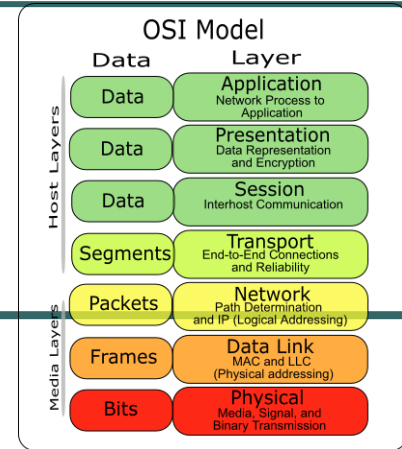 OSI Model
Data Layer
Host Layers
Data
Application
Network Process to
Application
Data
Presentation
Data Representation
and Encryption
Data
Session
Interhost Communication
Segments
Transport
End-to-End Connections
and Reliability
Media Layers
Packets
Network
Path Determination
and IP (Logical Addressing)
Frames
Data Link
MAC and LLC
(Physical addressing)
Bits
Physical
Media, Signal, and
Binary Transmission